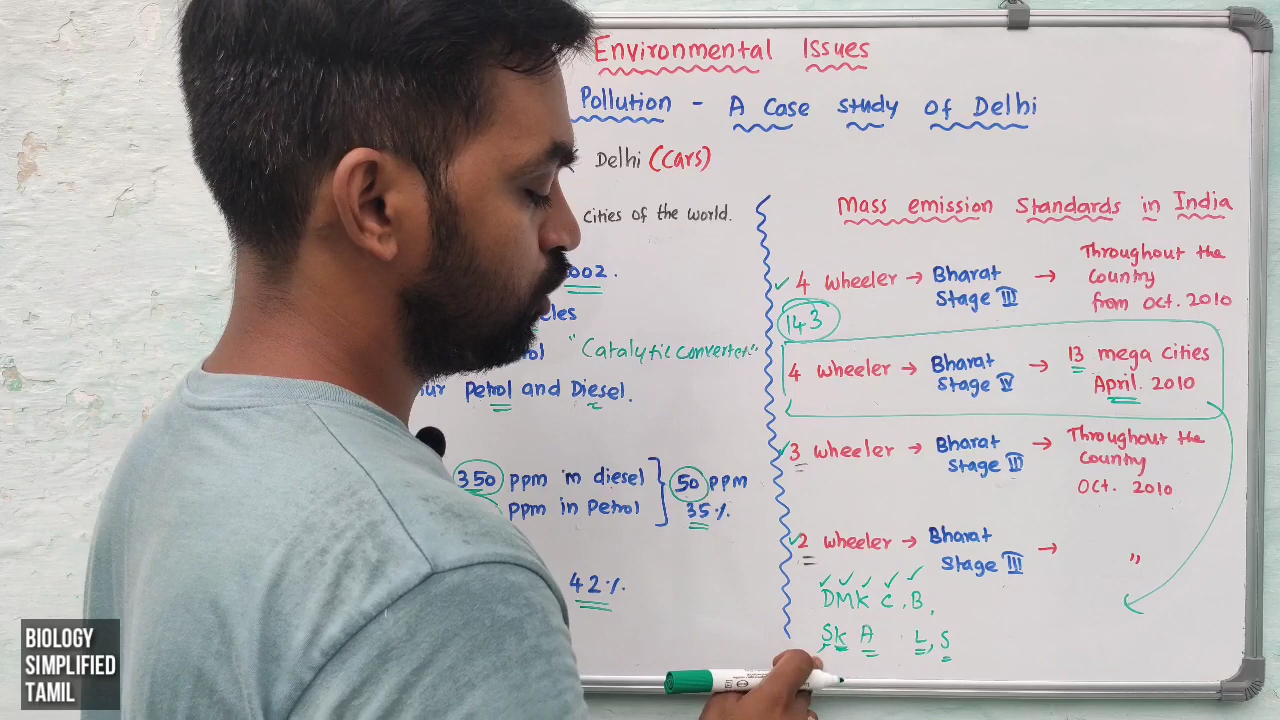 Environmental Issues
Pollution - A Case study of Delhi
Delhi (Cars)
cities of the world.
002.
"Catalytic converter."
Petrol and Diesel.
350 ppm in diesel
ppm in Petrol
50 ppm
35%
42%.
Mass emission Standards in India
4 wheeler → Bharat Stage III → Throughout the
Country
from Oct. 2010
143
4 wheeler → Bharat Stage IV → 13 mega cities
April. 2010
3 wheeler → Bharat Stage III → Throughout the
Country
Oct. 2010
2 wheeler → Bharat Stage III → "
DMK C, B,
Sk A L, S
BIOLOGY
SIMPLIFIED
TAMIL